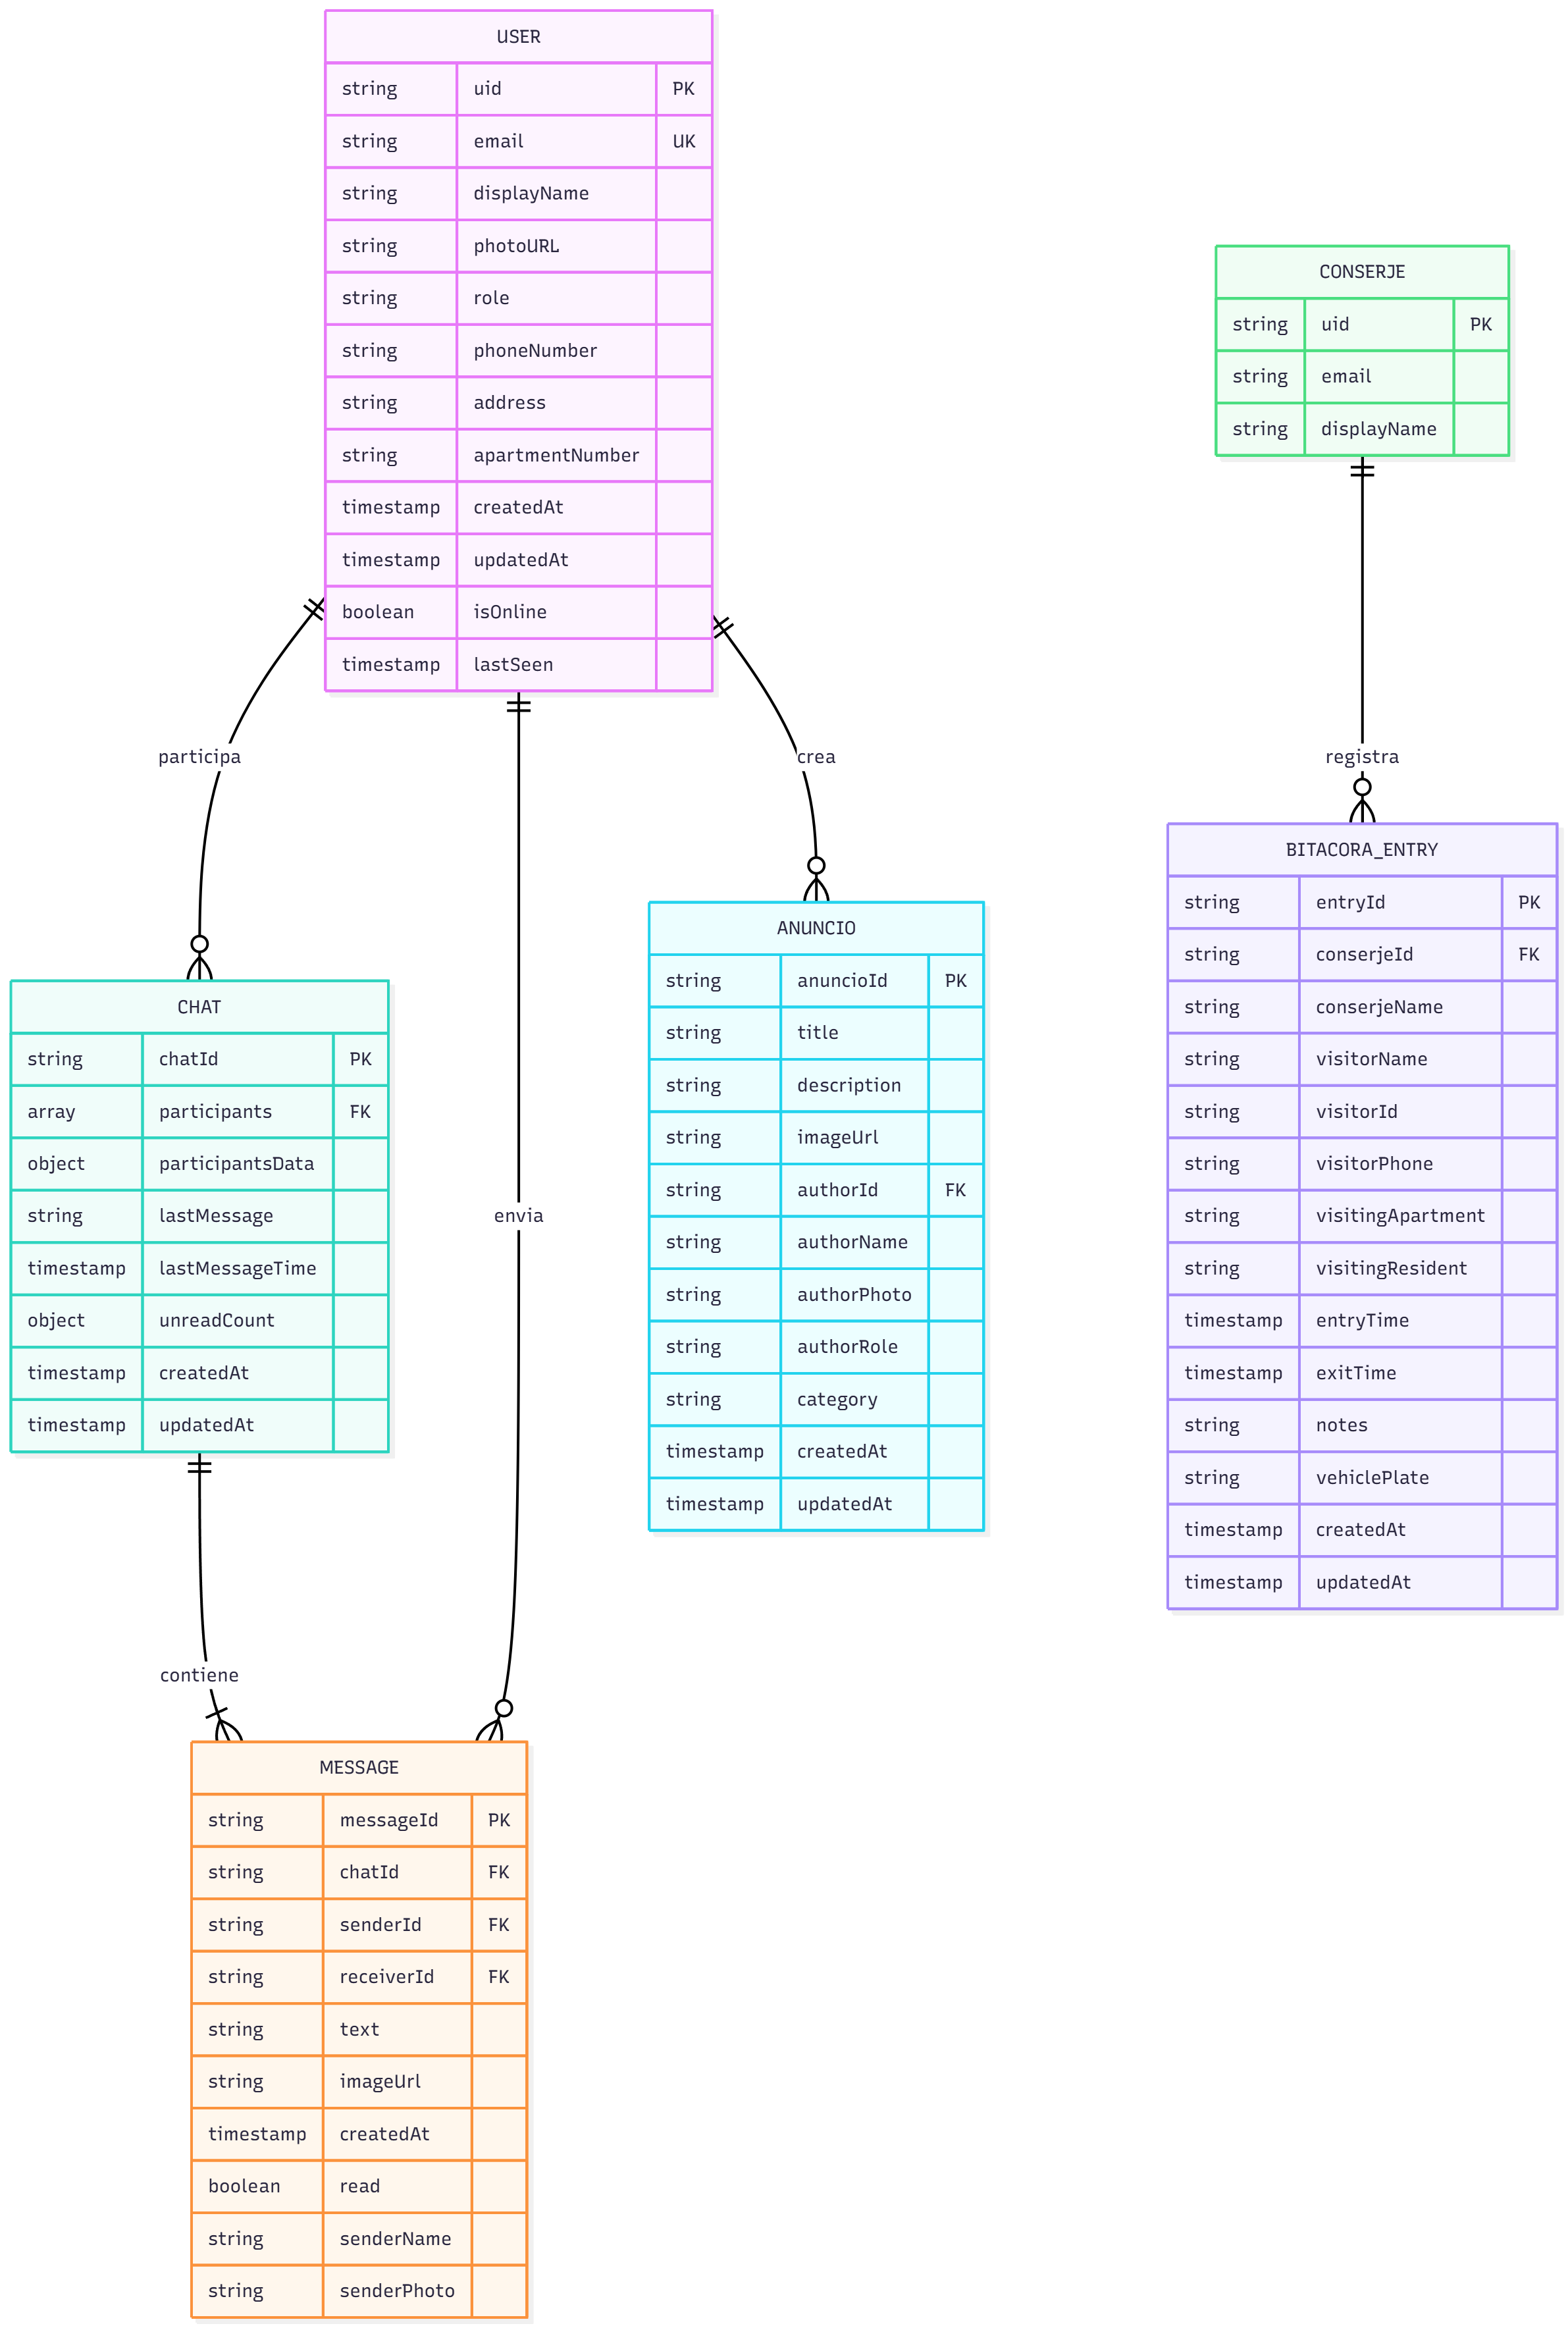 USER
string uid PK
string email UK
string displayName
string photoURL
string role
string phoneNumber
string address
string apartmentNumber
timestamp createdAt
timestamp updatedAt
boolean isOnline
timestamp lastSeen
CONSERJE
string uid PK
string email
string displayName
participa
crea
registra
envia
contiene
CHAT
string chatId PK
array participants FK
object participantsData
string lastMessage
timestamp lastMessageTime
object unreadCount
timestamp createdAt
timestamp updatedAt
ANUNCIO
string anuncioId PK
string title
string description
string imageUrl
string authorId FK
string authorName
string authorPhoto
string authorRole
string category
timestamp createdAt
timestamp updatedAt
BITACORA_ENTRY
string entryId PK
string conserjeId FK
string conserjeName
string visitorName
string visitorId
string visitorPhone
string visitingApartment
string visitingResident
timestamp entryTime
timestamp exitTime
string notes
string vehiclePlate
timestamp createdAt
timestamp updatedAt
MESSAGE
string messageId PK
string chatId FK
string senderId FK
string receiverId FK
string text
string imageUrl
timestamp createdAt
boolean read
string senderName
string senderPhoto